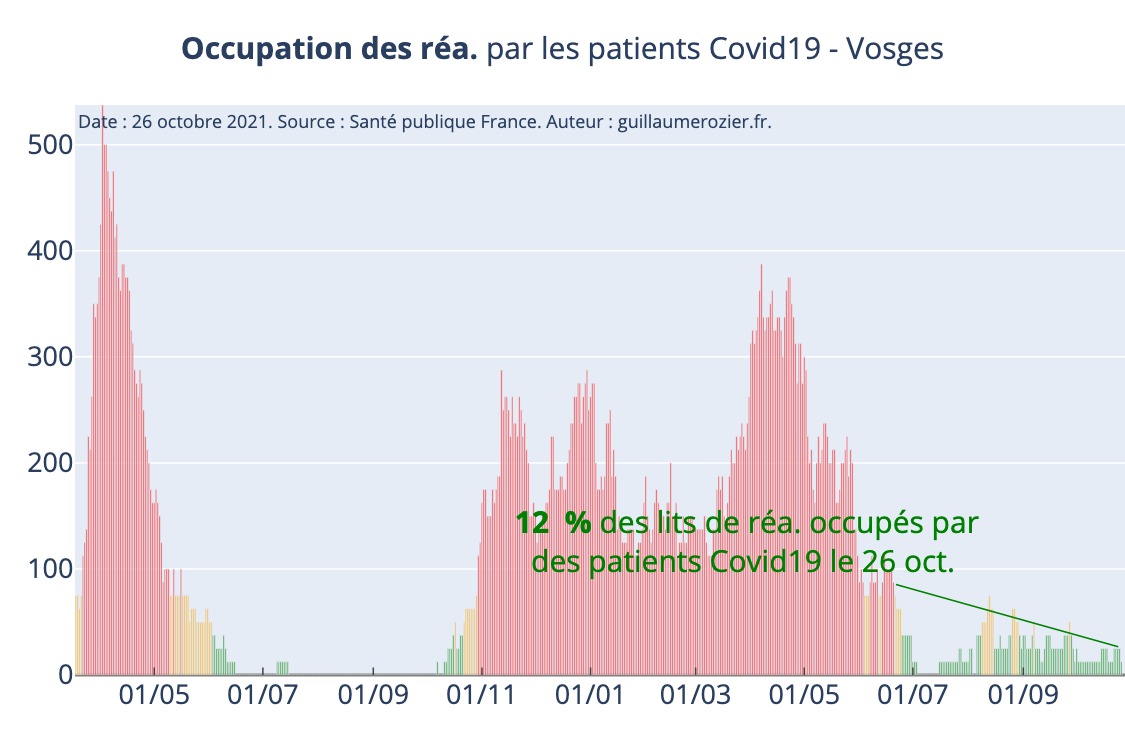 Occupation des réa. par les patients Covid19 - Vosges
Date : 26 octobre 2021. Source : Santé publique France. Auteur : guillaumerozier.fr.
500
400
300
200
12 % des lits de réa. occupés par
des patients Covid19 le 26 oct.
100
0
01/05 01/07 01/09 01/11 01/01 01/03 01/05 01/07 01/09